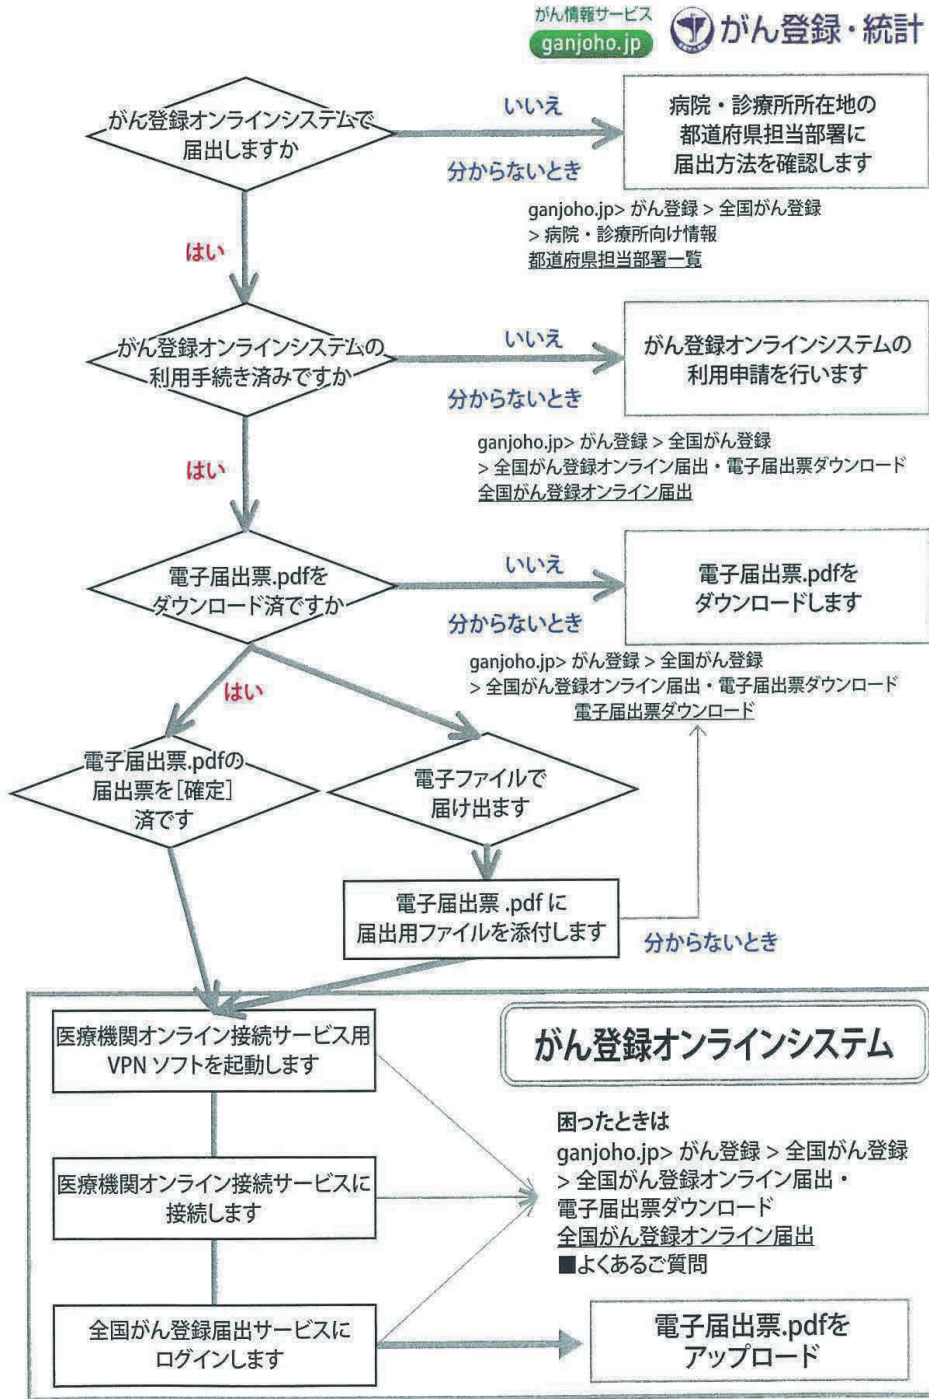 がん情報サービス
ganjoho.jp
がん登録・統計
がん登録オンラインシステムで
届出しますか
いいえ
分からないとき
病院・診療所所在地の
都道府県担当部署に
届出方法を確認します
ganjoho.jp> がん登録 > 全国がん登録
> 病院・診療所向け情報
都道府県担当部署一覧
はい
がん登録オンラインシステムの
利用手続き済みですか
いいえ
分からないとき
がん登録オンラインシステムの
利用申請を行います
ganjoho.jp> がん登録 > 全国がん登録
> 全国がん登録オンライン届出・電子届出票ダウンロード
全国がん登録オンライン届出
はい
電子届出票.pdfを
ダウンロード済ですか
いいえ
分からないとき
電子届出票.pdfを
ダウンロードします
ganjoho.jp> がん登録 > 全国がん登録
> 全国がん登録オンライン届出・電子届出票ダウンロード
電子届出票ダウンロード
はい
電子届出票.pdfの
届出票を[確定]
済です
電子ファイルで
届け出ます
電子届出票 .pdf に
届出用ファイルを添付します
分からないとき
医療機関オンライン接続サービス用
VPN ソフトを起動します
がん登録オンラインシステム
困ったときは
ganjoho.jp> がん登録 > 全国がん登録
> 全国がん登録オンライン届出・
電子届出票ダウンロード
全国がん登録オンライン届出
■よくあるご質問
医療機関オンライン接続サービスに
接続します
全国がん登録届出サービスに
ログインします
電子届出票.pdfを
アップロード